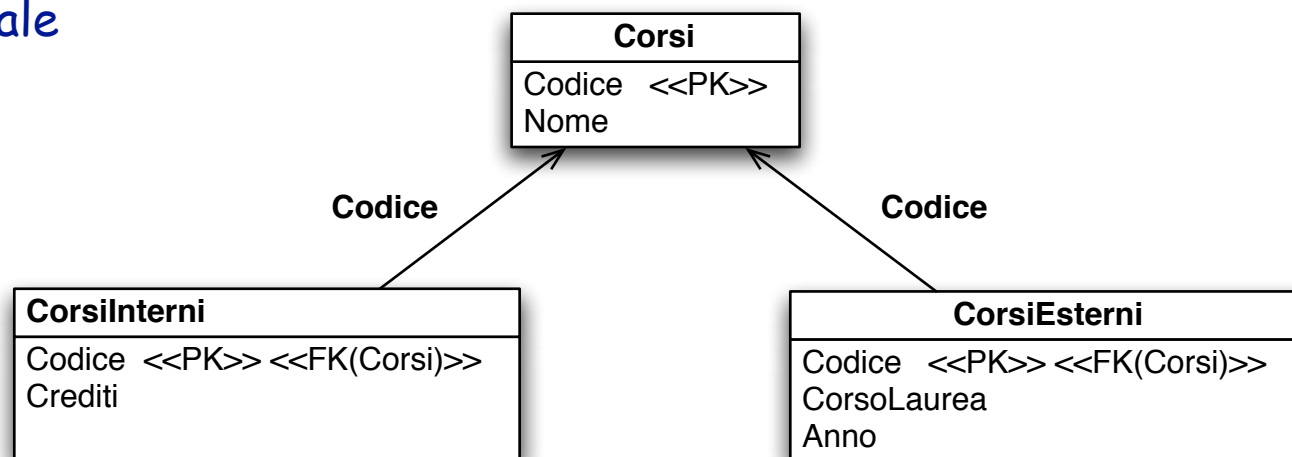 ale
Corsi
Codice <<PK>>
Nome
Codice
Codice
CorsiInterni
Codice <<PK>> <<FK(Corsi)>>
Crediti
CorsiEsterni
Codice <<PK>> <<FK(Corsi)>>
CorsoLaurea
Anno